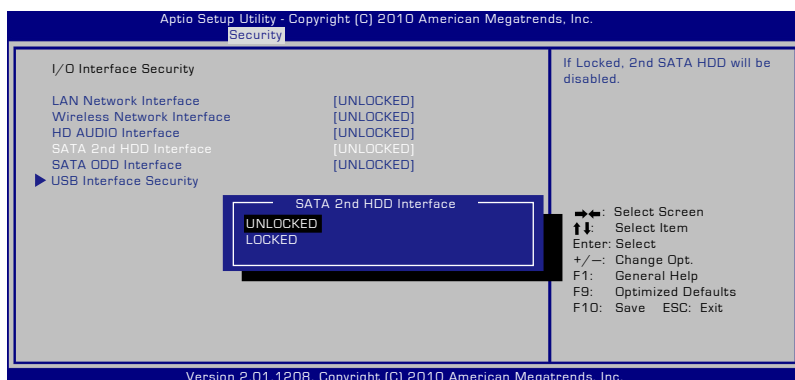 Aptio Setup Utility - Copyright (C) 2010 American Megatrends, Inc.
Security
I/O Interface Security
LAN Network Interface [UNLOCKED]
Wireless Network Interface [UNLOCKED]
HD AUDIO Interface [UNLOCKED]
SATA 2nd HDD Interface [UNLOCKED]
SATA ODD Interface [UNLOCKED]
USB Interface Security
SATA 2nd HDD Interface
UNLOCKED
LOCKED
If Locked, 2nd SATA HDD will be
disabled.
→←: Select Screen
↑↓: Select Item
Enter: Select
+/—: Change Opt.
F1: General Help
F9: Optimized Defaults
F10: Save ESC: Exit
Version 2.01.1208. Copyright (C) 2010 American Megatrends, Inc.